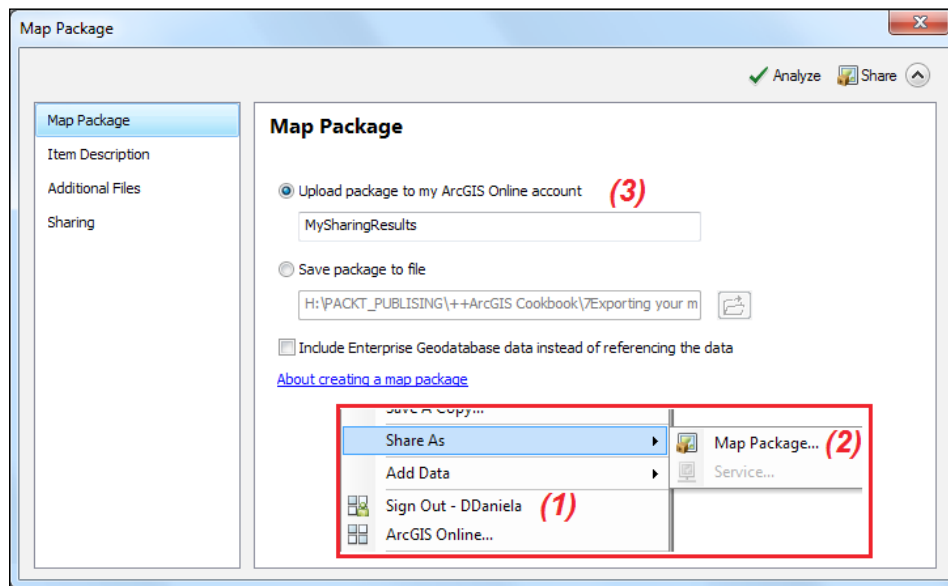 Map Package
Analyze Share
Map Package
Item Description
Additional Files
Sharing
Map Package
Upload package to my ArcGIS Online account (3)
MySharingResults
Save package to file
H:\PACKT_PUBLISING\++ArcGIS Cookbook\7Exporting your m
Include Enterprise Geodatabase data instead of referencing the data
About creating a map package
Save A Copy...
Share As
Map Package... (2)
Service...
Add Data
Sign Out - DDaniela (1)
ArcGIS Online...